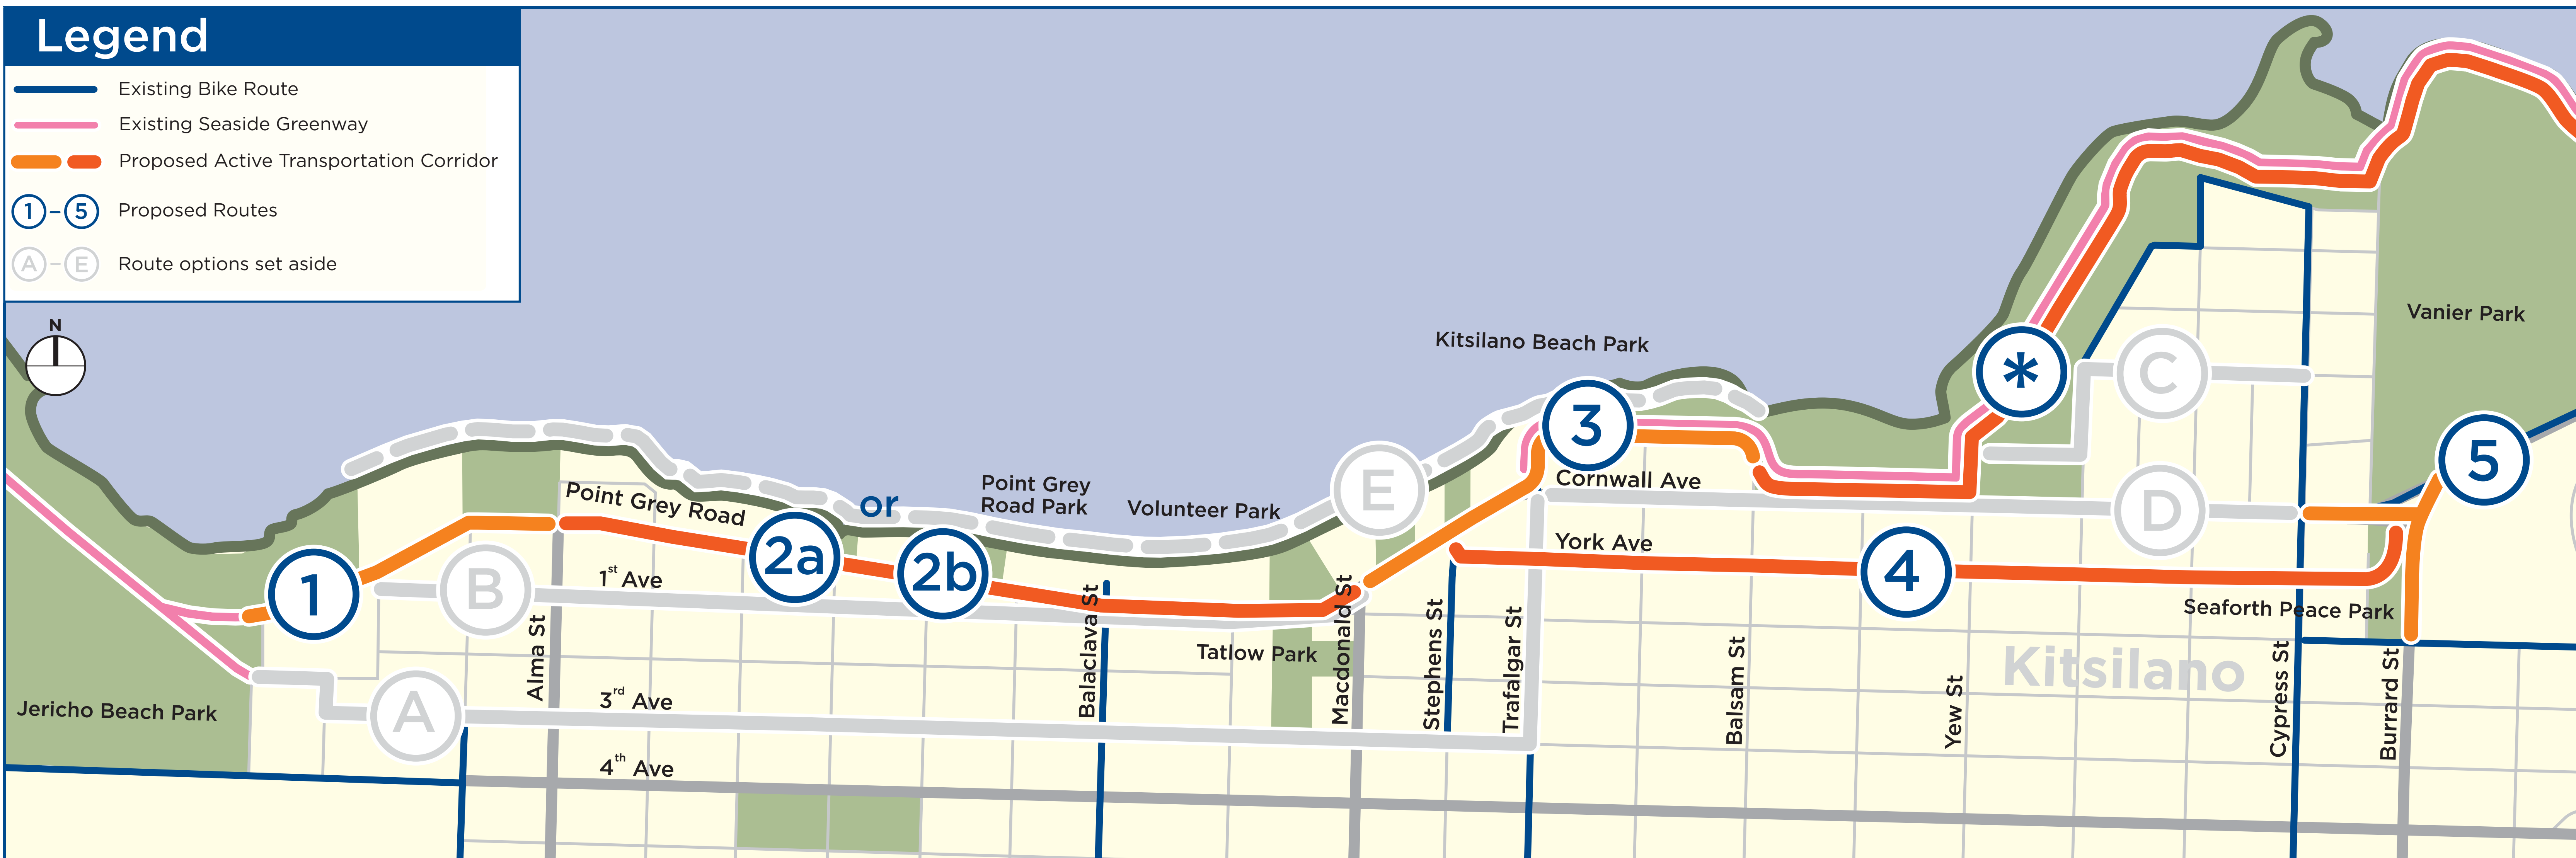 Legend
Existing Bike Route
Existing Seaside Greenway
Proposed Active Transportation Corridor
1 – 5 Proposed Routes
A – E Route options set aside
N
Vanier Park
Kitsilano Beach Park
*
C
3
5
E
Cornwall Ave
D
Point Grey Road
or
Point Grey
Road Park
Volunteer Park
York Ave
2a
2b
4
1
B
1st Ave
Seaforth Peace Park
Tatlow Park
Kitsilano
Alma St
Balaclava St
Macdonald St
Stephens St
Trafalgar St
Balsam St
Yew St
Cypress St
Burrard St
Jericho Beach Park
A
3rd Ave
4th Ave